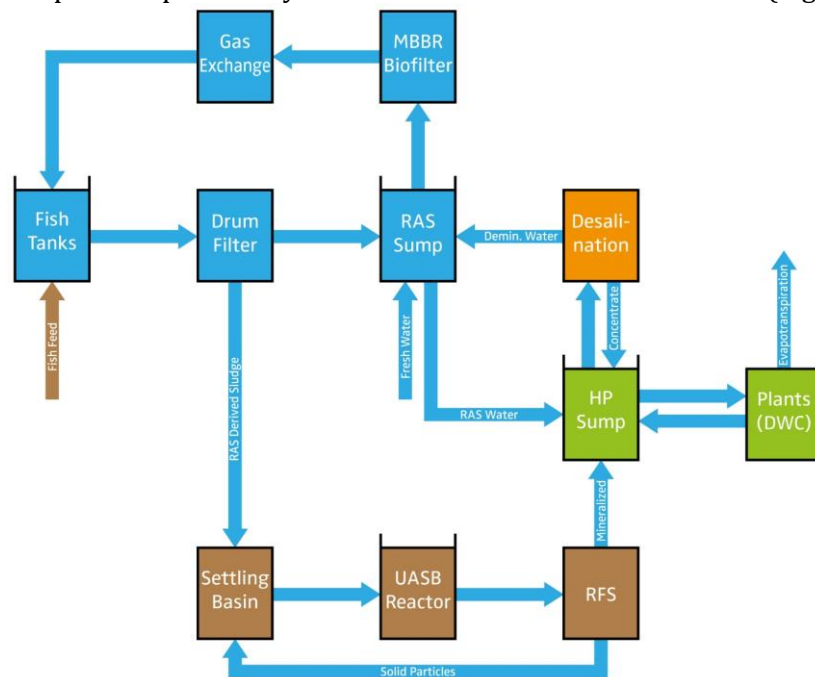 Gas
Exchange
MBBR
Biofilter
Fish
Tanks
Drum
Filter
RAS
Sump
Demin. Water
Desali-
nation
Fish Feed
RAS Derived Sludge
Fresh Water
RAS Water
Concentrate
Evapotranspiration
HP
Sump
Plants
(DWC)
Mineralized
Settling
Basin
UASB
Reactor
RFS
Solid Particles